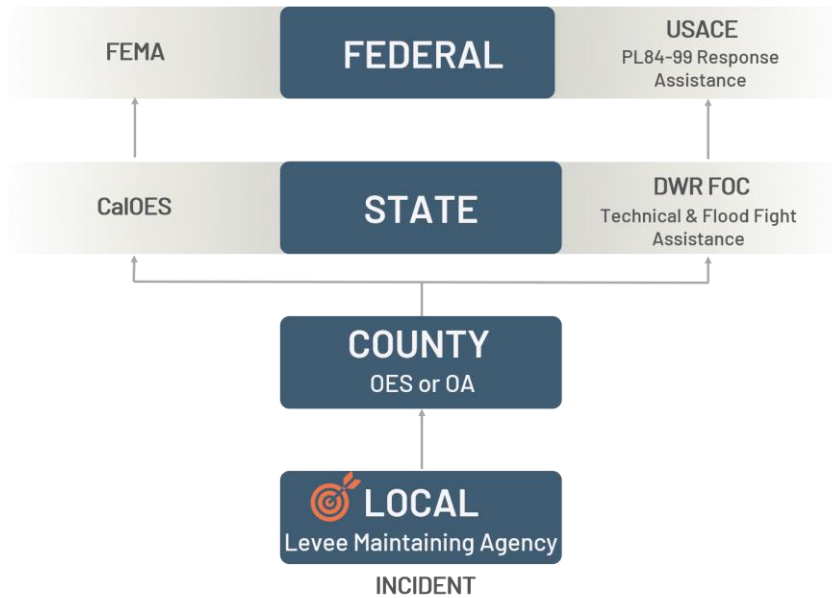 FEMA
FEDERAL
USACE
PL84-99 Response
Assistance
CalOES
STATE
DWR FOC
Technical & Flood Fight
Assistance
COUNTY
OES or OA
LOCAL
Levee Maintaining Agency
INCIDENT